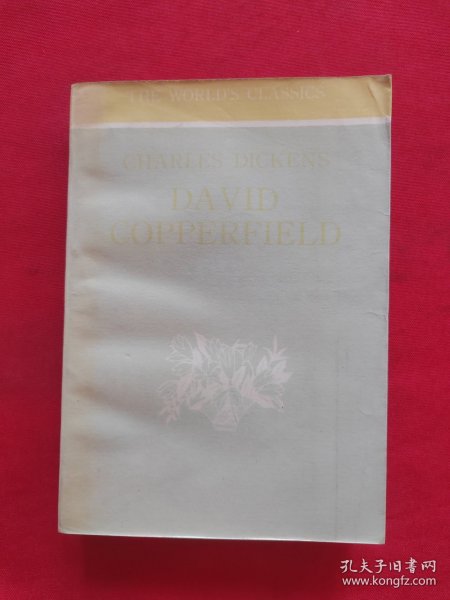 THE WORLD'S CLASSICS
CHARLES DICKENS
DAVID
COPPERFIELD
孔夫子旧书网
www.kongfz.com